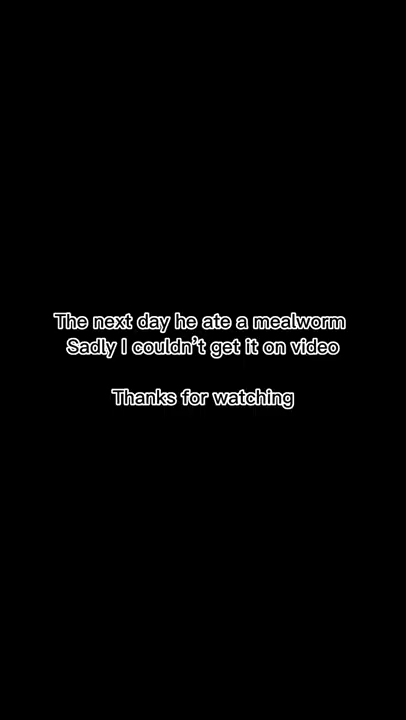 The next day he ate a mealworm
Sadly I couldn't get it on video
Thanks for watching